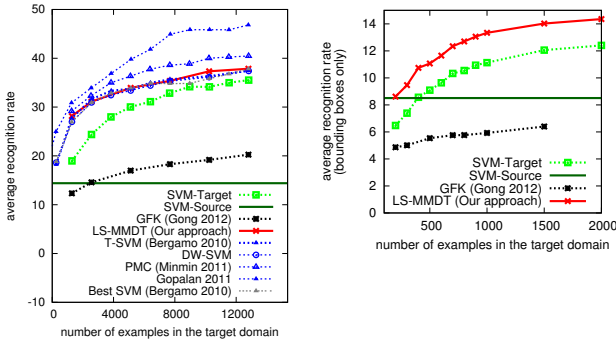 50
40
30
20
10
0
-10
0
4000
8000
12000
average recognition rate
number of examples in the target domain
SVM-Target
SVM-Source
GFK (Gong 2012)
LS-MMDT (Our approach)
T-SVM (Bergamo 2010)
DW-SVM
PMC (Minmin 2011)
Gopalan 2011
Best SVM (Bergamo 2010)
14
12
10
8
6
4
2
0
500
1000
1500
2000
average recognition rate
(bounding boxes only)
number of examples in the target domain
SVM-Target
SVM-Source
GFK (Gong 2012)
LS-MMDT (Our approach)